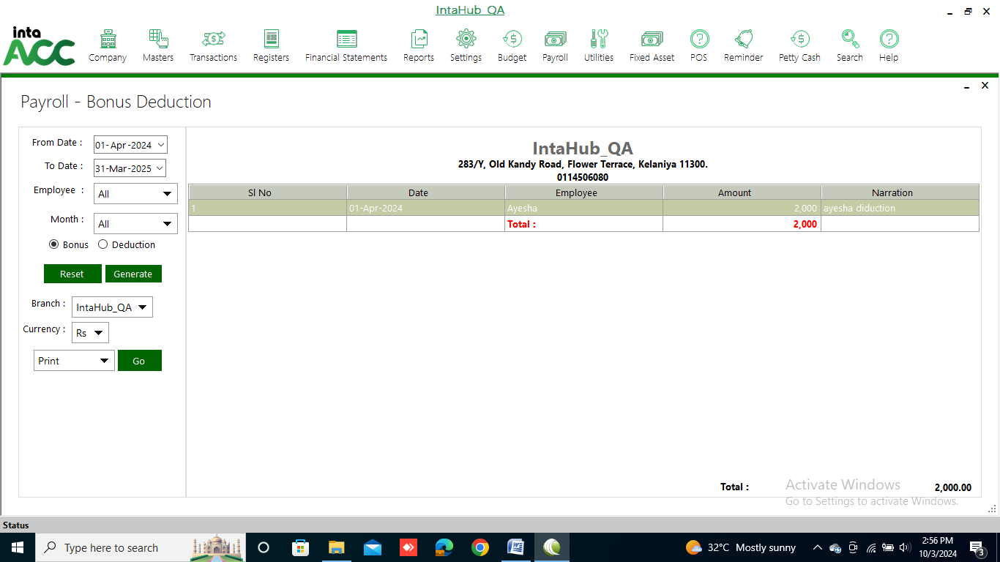 IntaHub_QA
inta
ACC
Company Masters Transactions Registers Financial Statements Reports Settings Budget Payroll Utilities Fixed Asset POS Reminder Petty Cash Search Help
Payroll - Bonus Deduction
From Date : 01-Apr-2024
To Date : 31-Mar-2025
Employee : All
Month : All
Bonus Deduction
Reset Generate
Branch : IntaHub_QA
Currency : Rs
Print Go
IntaHub_QA
283/Y, Old Kandy Road, Flower Terrace, Kelaniya 11300.
0114506080
Sl No Date Employee Amount Narration
1 01-Apr-2024 Ayesha 2,000 ayesha diduction
Total : 2,000
Total : 2,000.00
Activate Windows
Go to Settings to activate Windows.
Status
Type here to search
32°C Mostly sunny
2:56 PM
10/3/2024
3